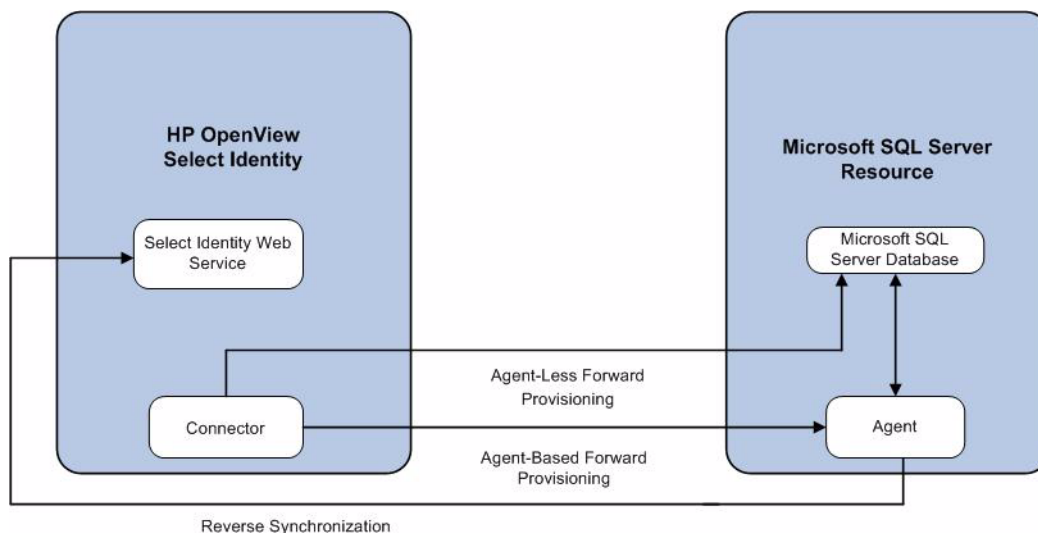 HP OpenView
Select Identity
Microsoft SQL Server
Resource
Select Identity Web
Service
Microsoft SQL
Server Database
Agent-Less Forward
Provisioning
Connector
Agent
Agent-Based Forward
Provisioning
Reverse Synchronization